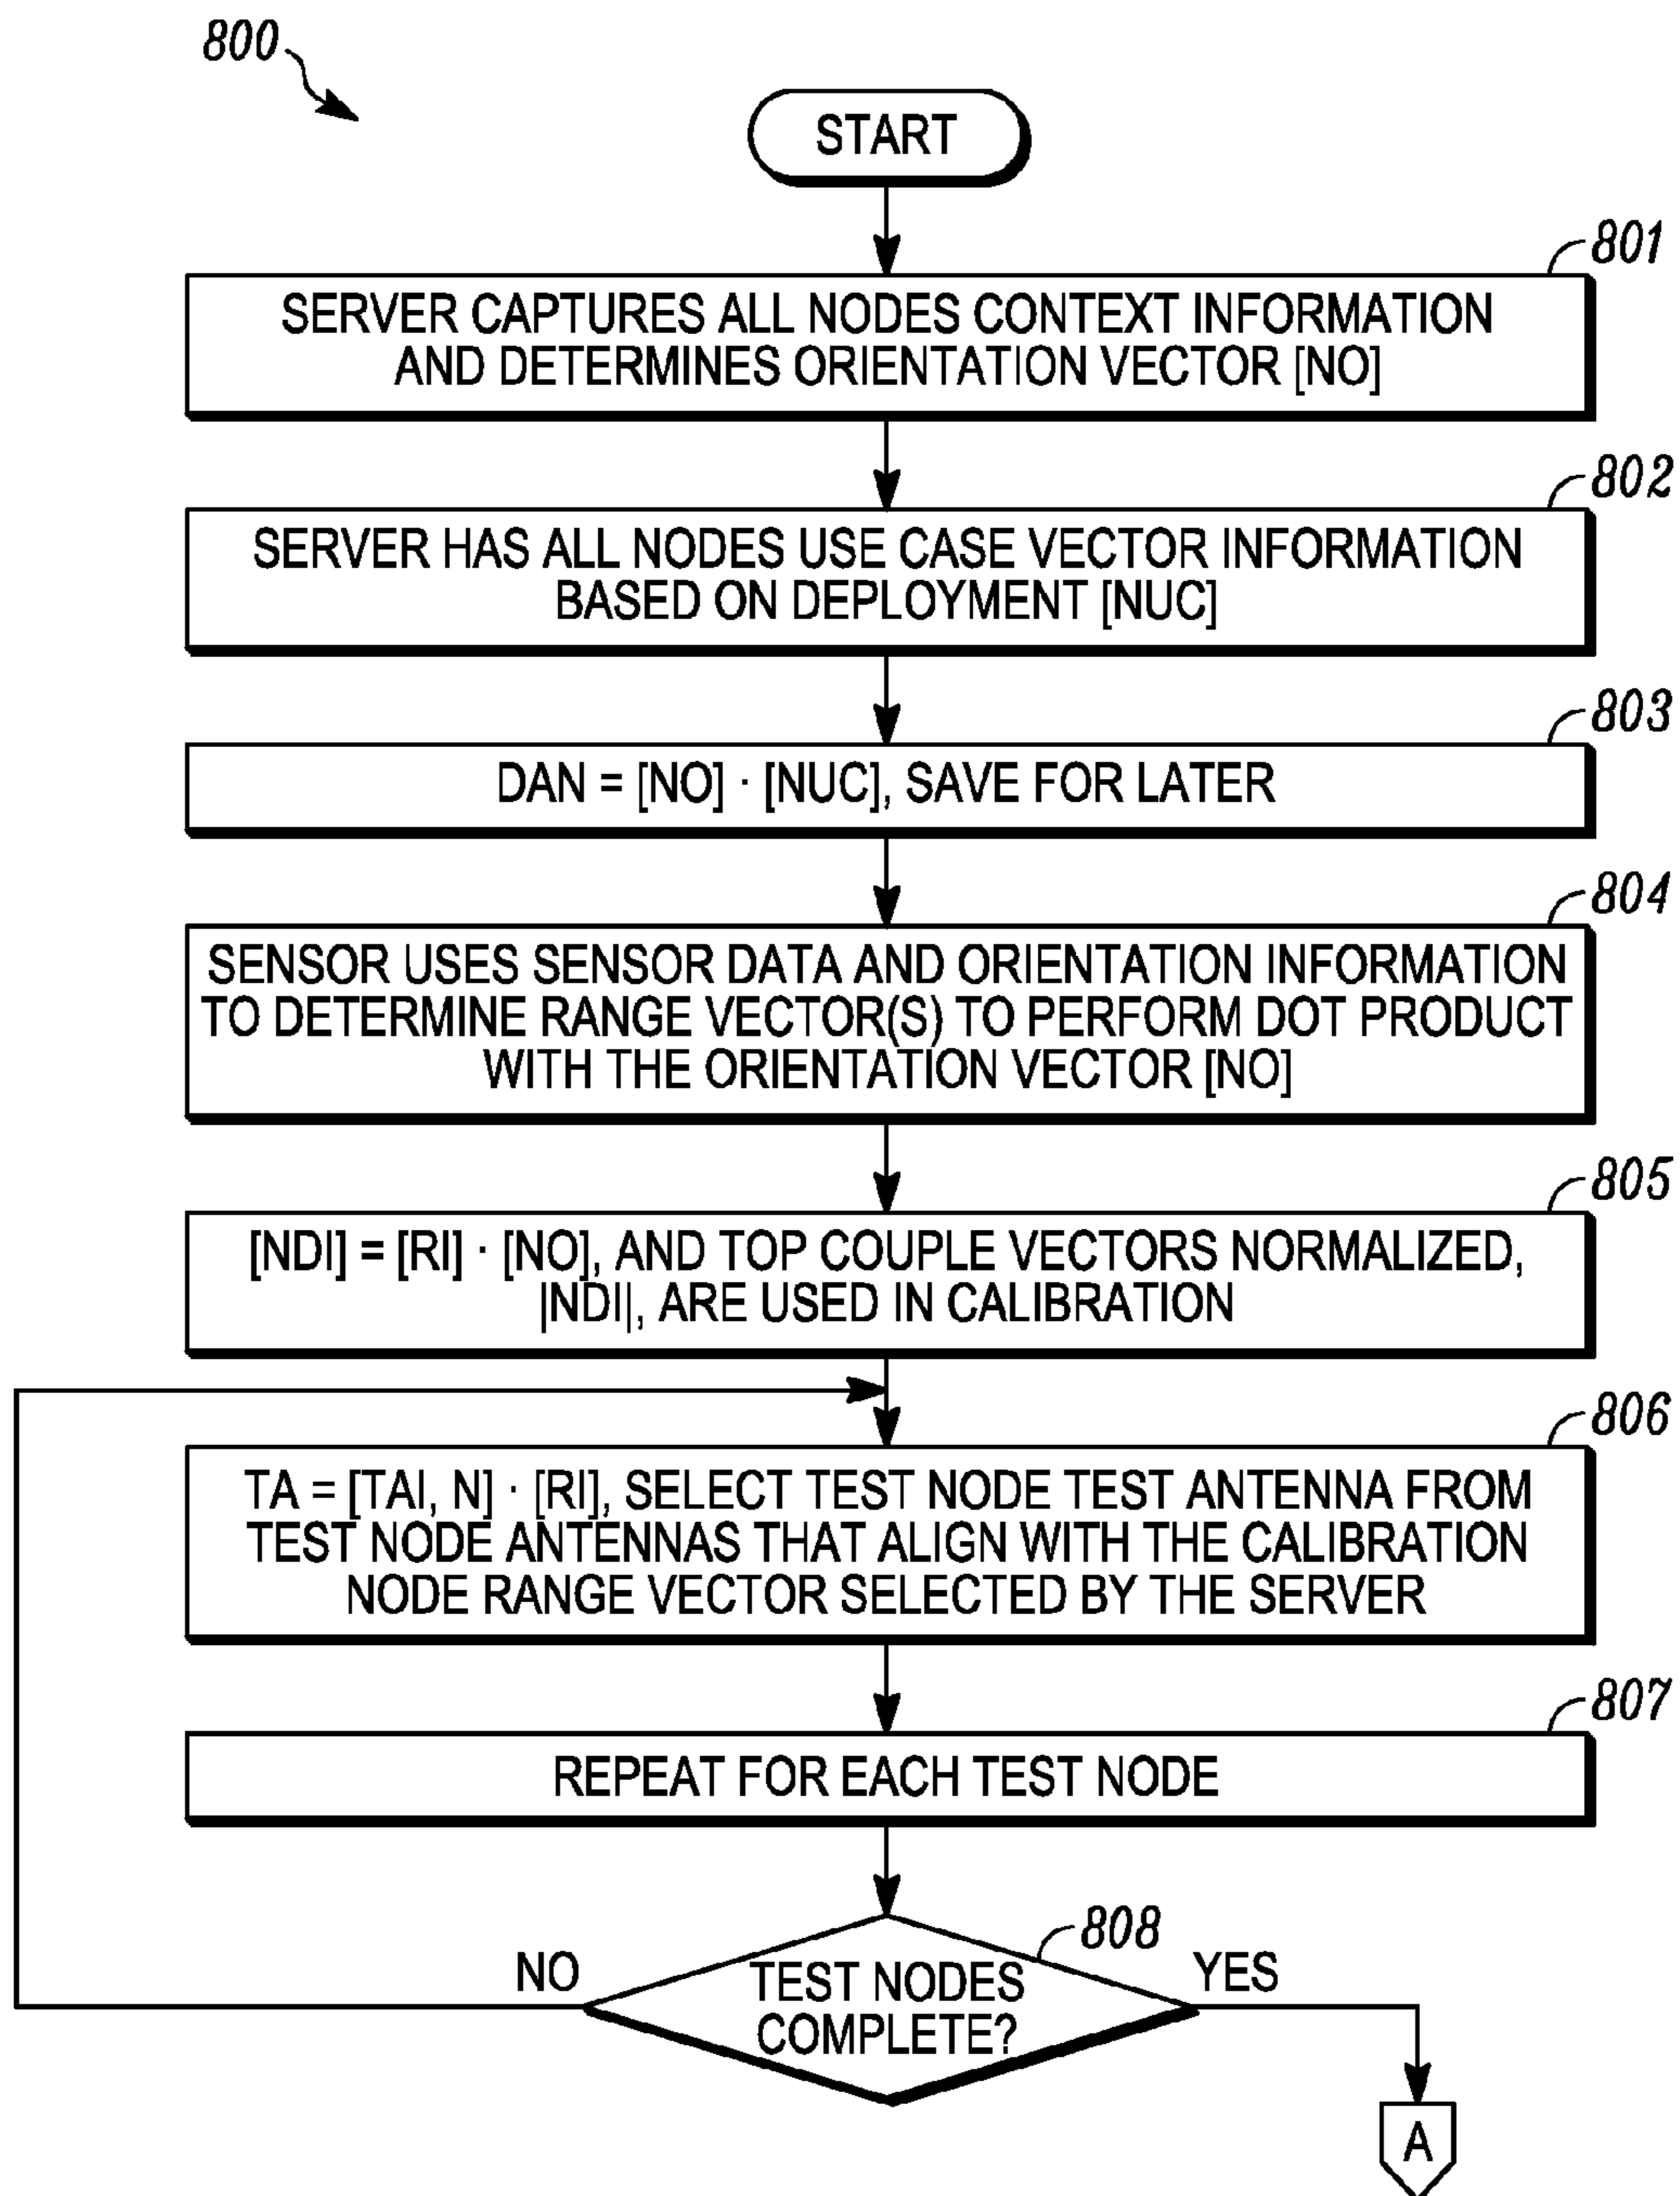 800
START
801
SERVER CAPTURES ALL NODES CONTEXT INFORMATION
AND DETERMINES ORIENTATION VECTOR [NO]
802
SERVER HAS ALL NODES USE CASE VECTOR INFORMATION
BASED ON DEPLOYMENT [NUC]
803
DAN = [NO] · [NUC], SAVE FOR LATER
804
SENSOR USES SENSOR DATA AND ORIENTATION INFORMATION
TO DETERMINE RANGE VECTOR(S) TO PERFORM DOT PRODUCT
WITH THE ORIENTATION VECTOR [NO]
805
[NDI] = [RI] · [NO], AND TOP COUPLE VECTORS NORMALIZED,
|NDI|, ARE USED IN CALIBRATION
806
TA = [TAI, N] · [RI], SELECT TEST NODE TEST ANTENNA FROM
TEST NODE ANTENNAS THAT ALIGN WITH THE CALIBRATION
NODE RANGE VECTOR SELECTED BY THE SERVER
807
REPEAT FOR EACH TEST NODE
808
NO
TEST NODES
COMPLETE?
YES
A